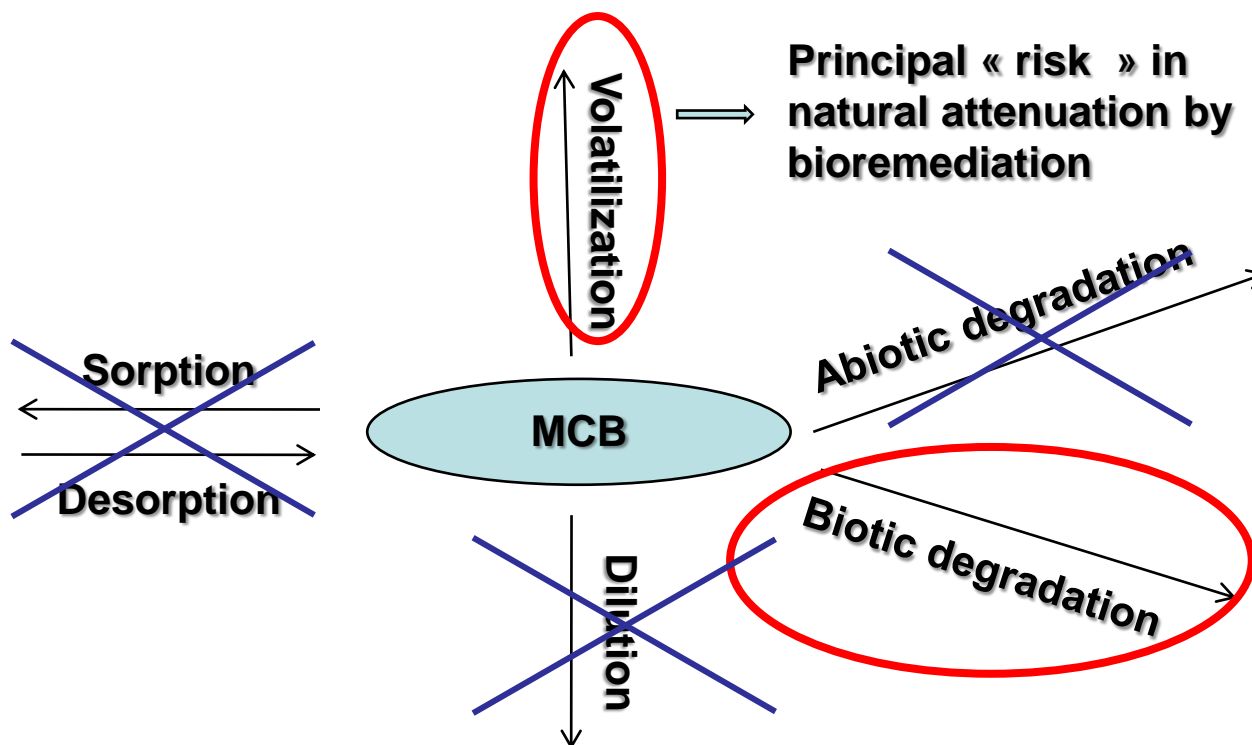 Volatilization
Principal « risk » in
natural attenuation by
bioremediation
Abiotic degradation
Sorption
MCB
Desorption
Biotic degradation
Dilution